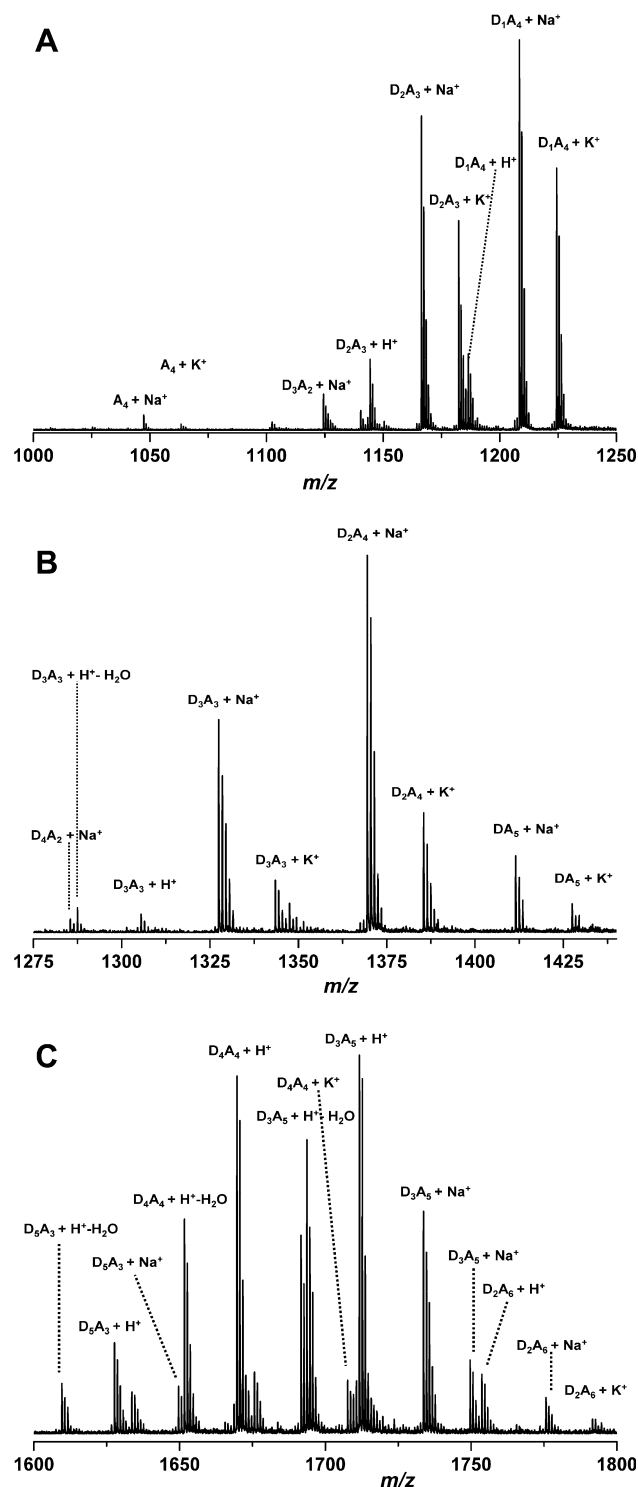 A
D₁A₄ + Na⁺
D₂A₃ + Na⁺
D₁A₄ + K⁺
D₁A₄ + H⁺
D₂A₃ + K⁺
D₂A₃ + H⁺
A₄ + K⁺
D₃A₂ + Na⁺
A₄ + Na⁺
1000 1050 1100 1150 1200 1250
m/z
B
D₂A₄ + Na⁺
D₃A₃ + H⁺- H₂O
D₃A₃ + Na⁺
D₂A₄ + K⁺
D₄A₂ + Na⁺
DA₅ + Na⁺
D₃A₃ + K⁺
D₃A₃ + H⁺
DA₅ + K⁺
1275 1300 1325 1350 1375 1400 1425
m/z
C
D₃A₅ + H⁺
D₄A₄ + H⁺
D₄A₄ + K⁺
D₃A₅ + H⁺- H₂O
D₄A₄ + H⁺-H₂O
D₃A₅ + Na⁺
D₅A₃ + H⁺-H₂O
D₅A₃ + Na⁺
D₃A₅ + Na⁺
D₂A₆ + H⁺
D₅A₃ + H⁺
D₂A₆ + Na⁺
D₂A₆ + K⁺
1600 1650 1700 1750 1800
m/z